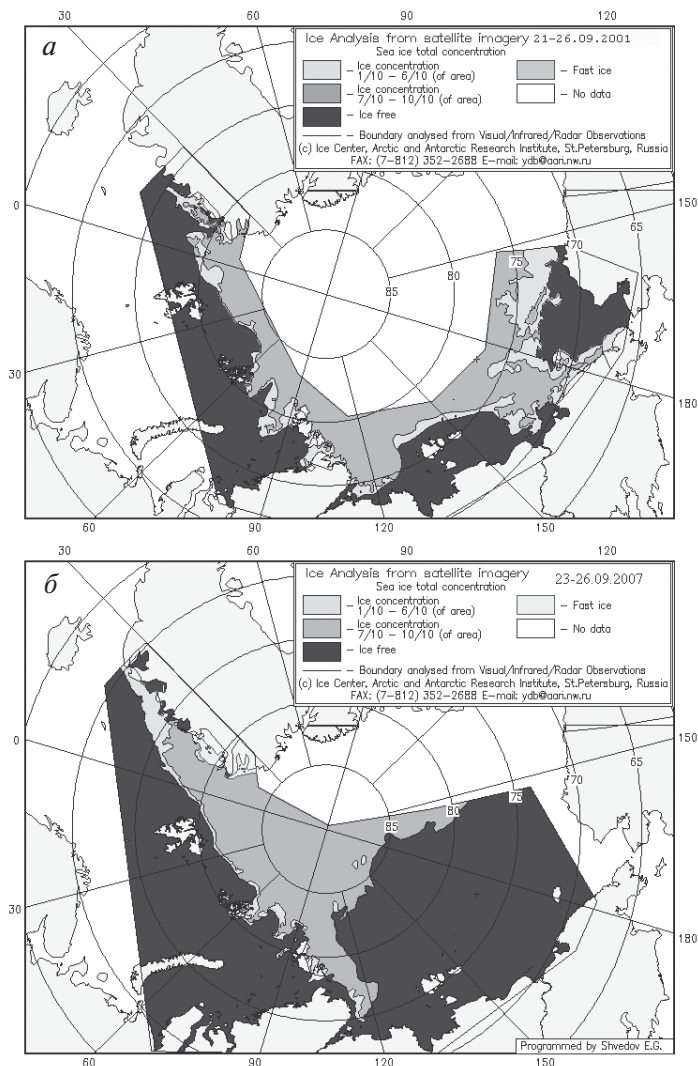 30 60 90 120
а
Ice Analysis from satellite imagery 21-26.09.2001
Sea ice total concentration
– Ice concentration 1/10 – 6/10 (of area)
– Fast ice
– Ice concentration 7/10 – 10/10 (of area)
– No data
– Ice free
– Boundary analysed from Visual/Infrared/Radar Observations
(c) Ice Center, Arctic and Antarctic Research Institute, St.Petersburg, Russia
FAX: (7-812) 352-2688 E-mail: ydb@aari.nw.ru
0
150
65
70
75
80
85
30
180
60 90 120 150
30 60 90 120
б
Ice Analysis from satellite imagery 23-26.09.2007
Sea ice total concentration
– Ice concentration 1/10 – 6/10 (of area)
– Fast ice
– Ice concentration 7/10 – 10/10 (of area)
– No data
– Ice free
– Boundary analysed from Visual/Infrared/Radar Observations
(c) Ice Center, Arctic and Antarctic Research Institute, St.Petersburg, Russia
FAX: (7-812) 352-2688 E-mail: ydb@aari.nw.ru
0
150
65
70
75
80
85
30
180
Programmed by Shvedov E.G.
60 90 120 150